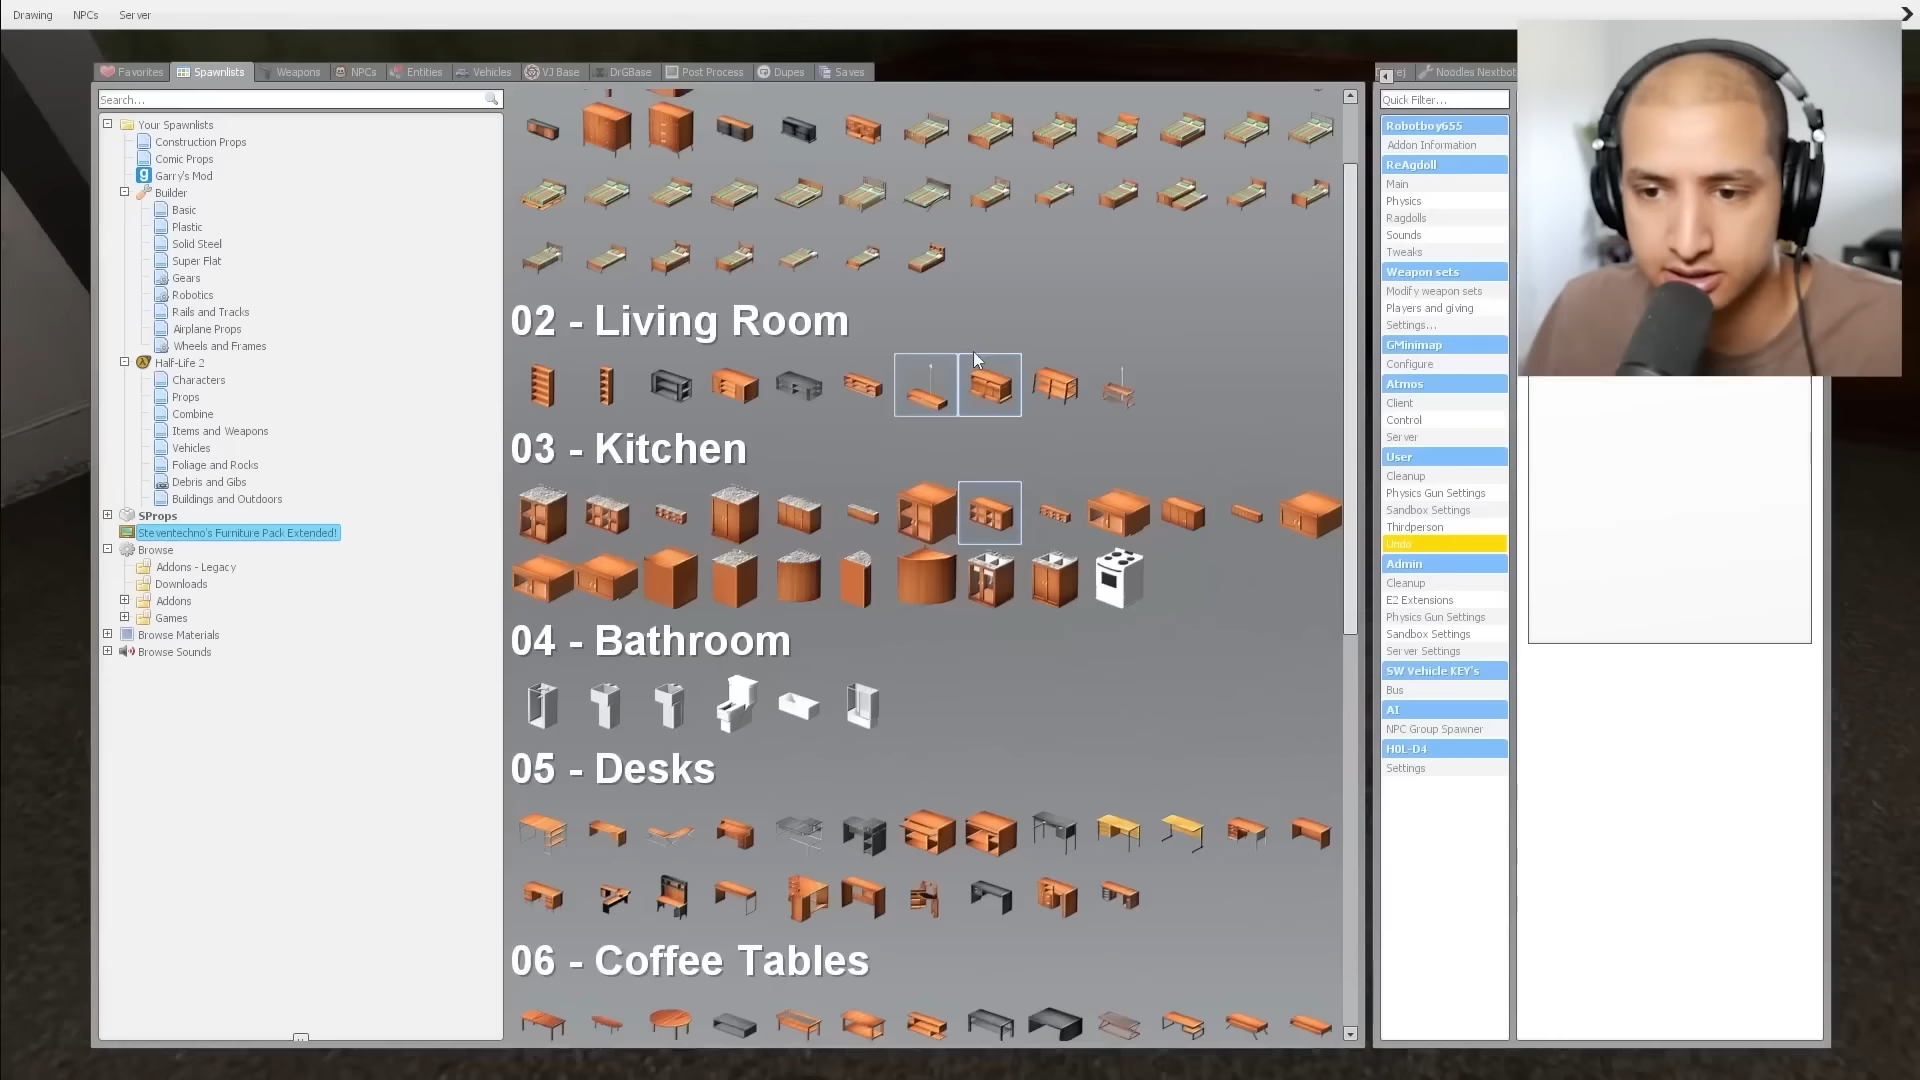 Drawing NPCs Server
Favorites Spawnlists Weapons NPCs Entities Vehicles VJ Base DrGBase Post Process Dupes Saves
Search...
Your Spawnlists
Construction Props
Comic Props
Garry's Mod
Builder
Basic
Plastic
Solid Steel
Super Flat
Gears
Robotics
Rails and Tracks
Airplane Props
Wheels and Frames
Half-Life 2
Characters
Props
Combine
Items and Weapons
Vehicles
Foliage and Rocks
Debris and Gibs
Buildings and Outdoors
SProps
Steventechno's Furniture Pack Extended!
Browse
Addons - Legacy
Downloads
Addons
Games
Browse Materials
Browse Sounds
02 - Living Room
03 - Kitchen
04 - Bathroom
05 - Desks
06 - Coffee Tables
Noodles Nextbot
Quick Filter...
Robotboy655
Addon Information
ReAgdoll
Main
Physics
Ragdolls
Sounds
Tweaks
Weapon sets
Modify weapon sets
Players and giving
Settings...
GMinimap
Configure
Atmos
Client
Control
Server
User
Cleanup
Physics Gun Settings
Sandbox Settings
Thirdperson
Undo
Admin
Cleanup
E2 Extensions
Physics Gun Settings
Sandbox Settings
Server Settings
SW Vehicle KEY's
Bus
AI
NPC Group Spawner
H0L-D4
Settings